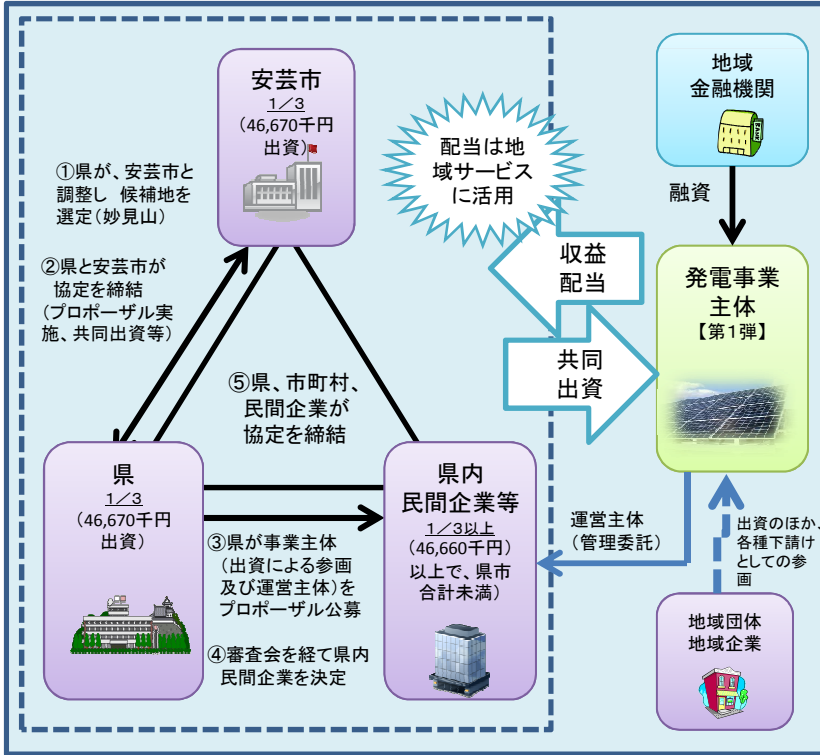 安芸市
1／3
（46,670千円
出資）
①県が、安芸市と
調整し 候補地を
選定（妙見山）
②県と安芸市が
協定を締結
（プロポーザル実
施、共同出資等）
⑤県、市町村、
民間企業が
協定を締結
県
1／3
（46,670千円
出資）
③県が事業主体
（出資による参画
及び運営主体）を
プロポーザル公募
④審査会を経て県内
民間企業を決定
県内
民間企業等
1／3以上
（46,660千円）
以上で、県市
合計未満）
配当は地
域サービス
に活用
収益
配当
共同
出資
地域
金融機関
BANK
融資
発電事業
主体
【第1弾】
運営主体
（管理委託）
出資のほか、
各種下請け
としての参
画
地域団体
地域企業